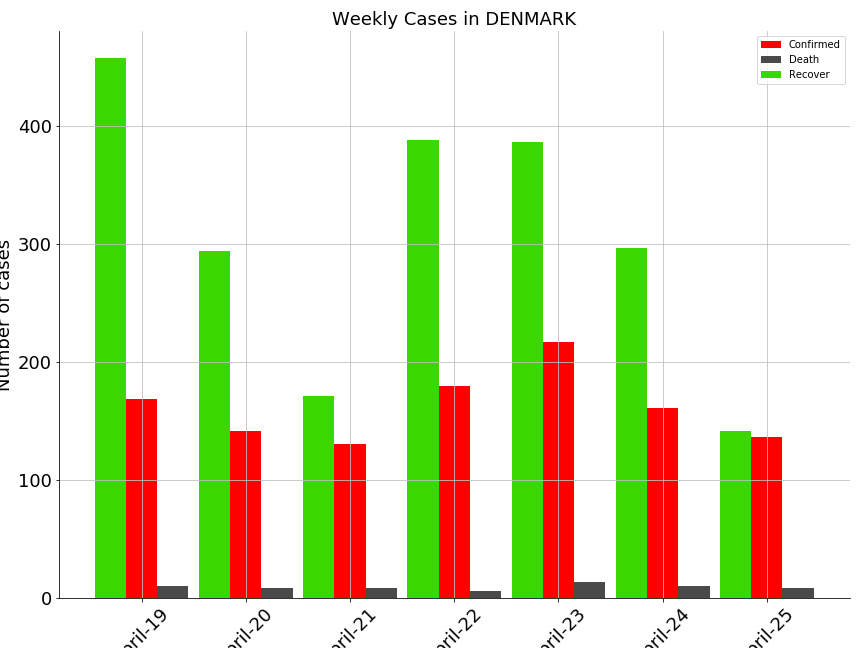 Weekly Cases in DENMARK
Confirmed
Death
Recover
Number of cases
400
300
200
100
0
pril-19
pril-20
pril-21
pril-22
pril-23
pril-24
pril-25